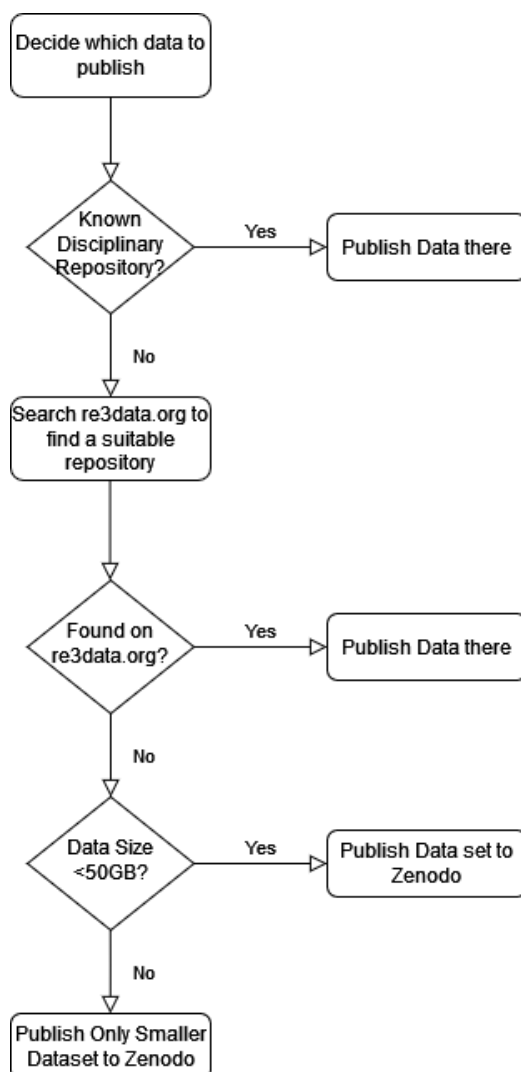 Decide which data to
publish
Known
Disciplinary
Repository?
Yes
Publish Data there
No
Search re3data.org to
find a suitable
repository
Found on
re3data.org?
Yes
Publish Data there
No
Data Size
<50GB?
Yes
Publish Data set to
Zenodo
No
Publish Only Smaller
Dataset to Zenodo